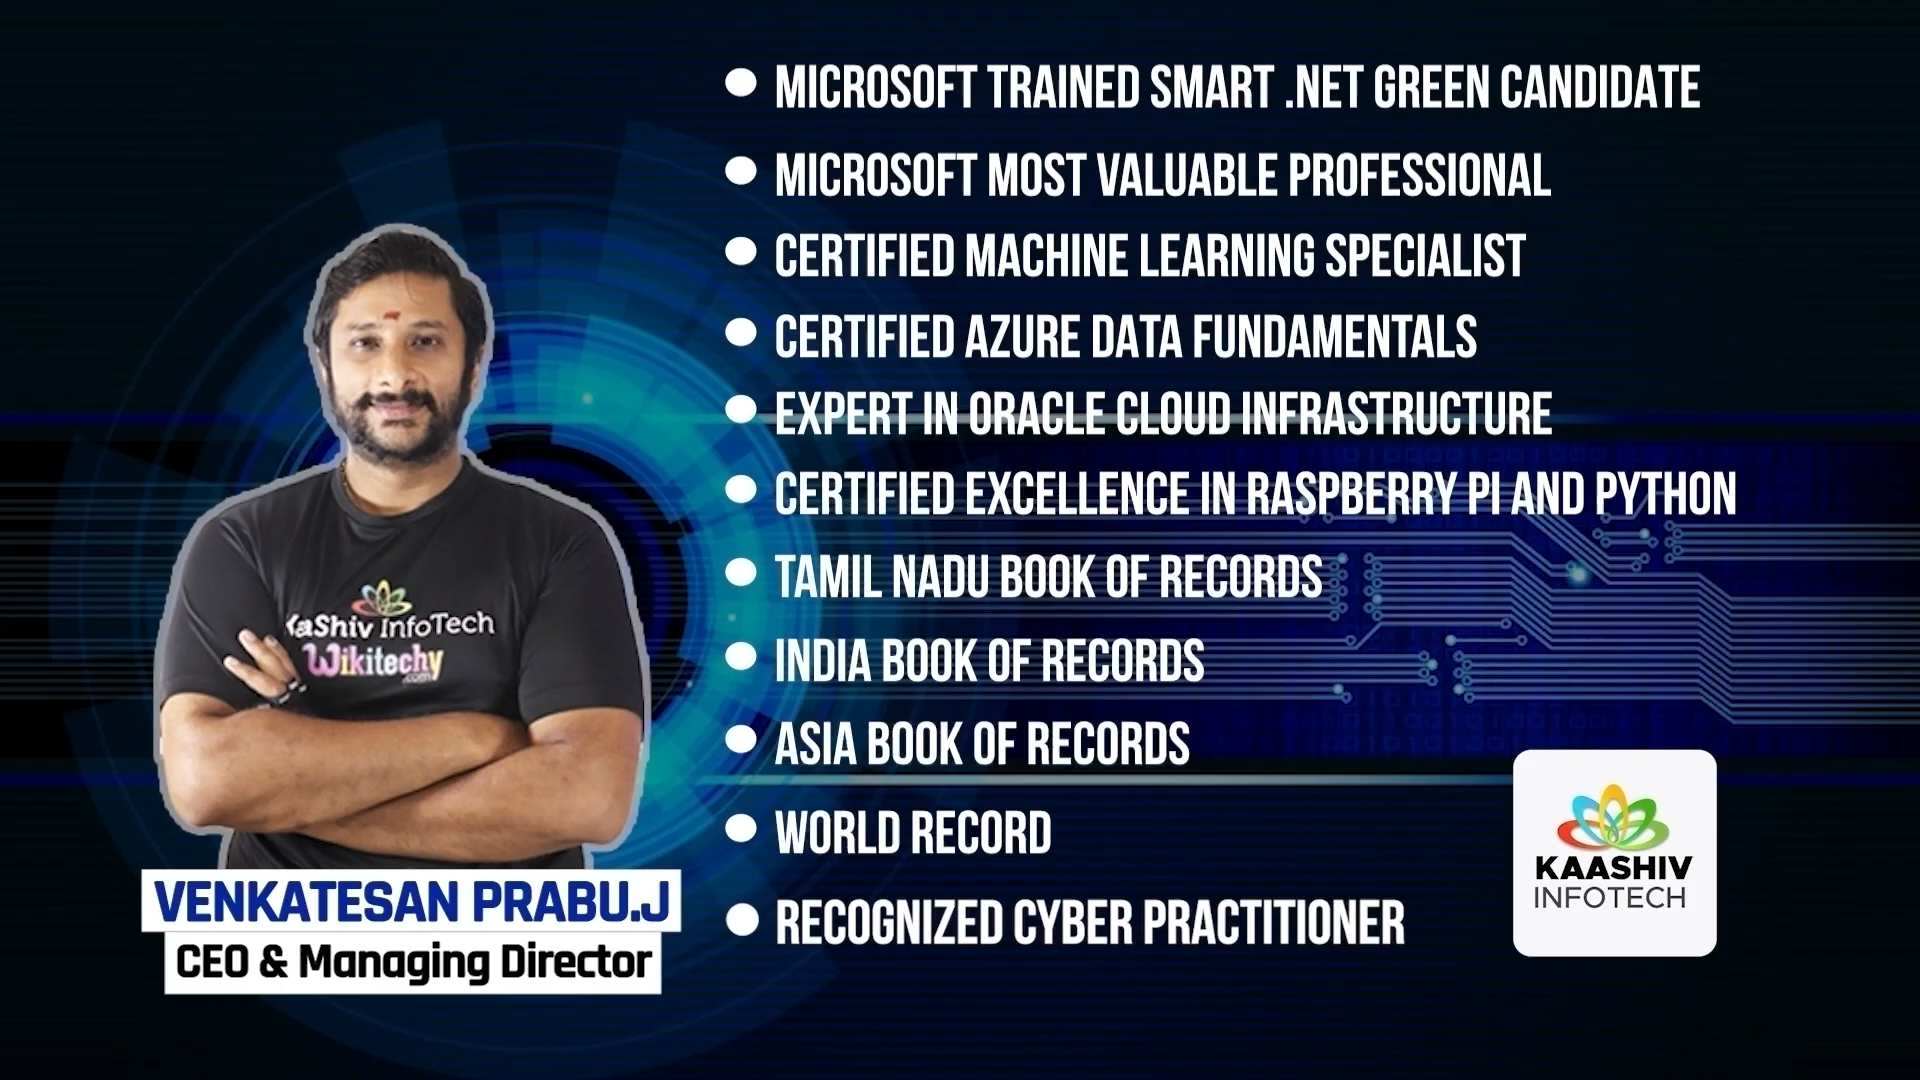 MICROSOFT TRAINED SMART .NET GREEN CANDIDATE
MICROSOFT MOST VALUABLE PROFESSIONAL
CERTIFIED MACHINE LEARNING SPECIALIST
CERTIFIED AZURE DATA FUNDAMENTALS
EXPERT IN ORACLE CLOUD INFRASTRUCTURE
CERTIFIED EXCELLENCE IN RASPBERRY PI AND PYTHON
TAMIL NADU BOOK OF RECORDS
INDIA BOOK OF RECORDS
ASIA BOOK OF RECORDS
WORLD RECORD
RECOGNIZED CYBER PRACTITIONER
KaShiv InfoTech
Wikitechy
.com
VENKATESAN PRABU.J
CEO & Managing Director
KAASHIV
INFOTECH